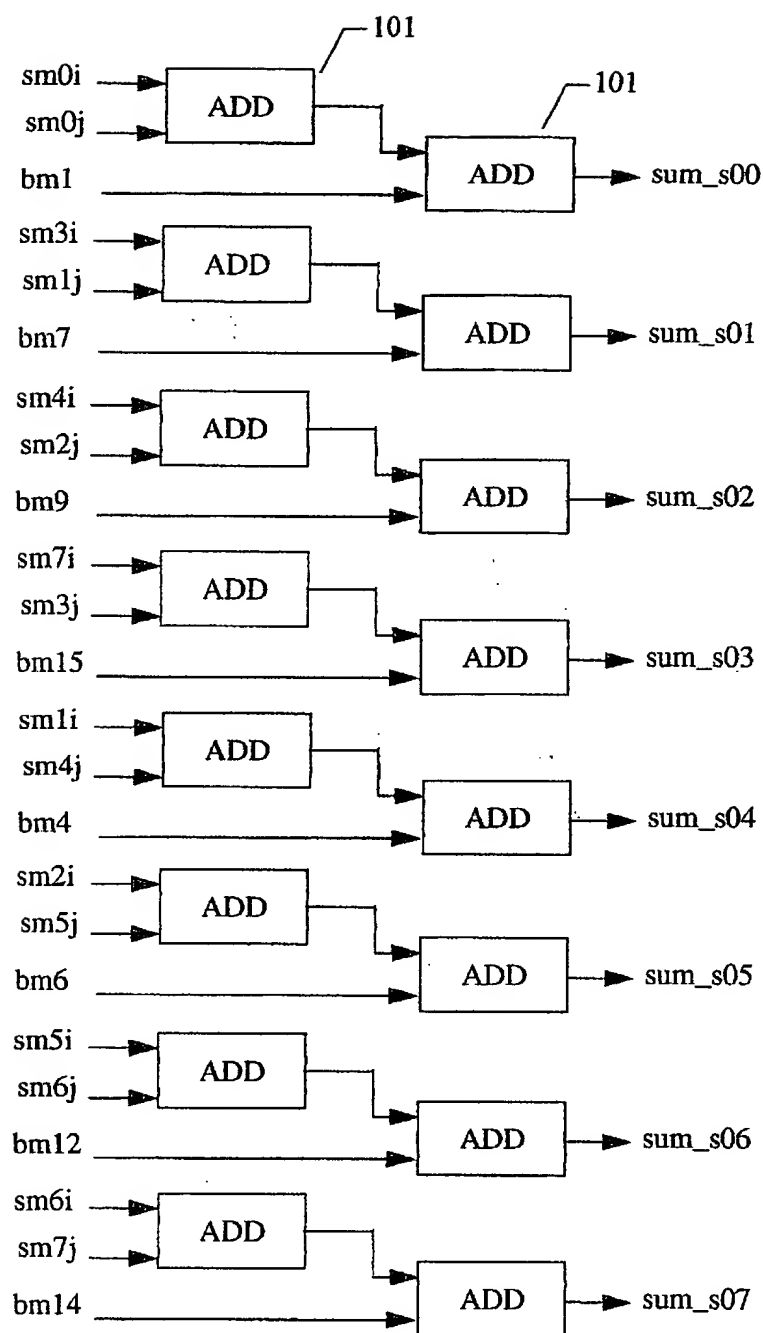 101
sm0i
ADD
101
sm0j
ADD
sum_s00
bm1
sm3i
ADD
sm1j
ADD
sum_s01
bm7
sm4i
ADD
sm2j
ADD
sum_s02
bm9
sm7i
ADD
sm3j
ADD
sum_s03
bm15
sm1i
ADD
sm4j
ADD
sum_s04
bm4
sm2i
ADD
sm5j
ADD
sum_s05
bm6
sm5i
ADD
sm6j
ADD
sum_s06
bm12
sm6i
ADD
sm7j
ADD
sum_s07
bm14